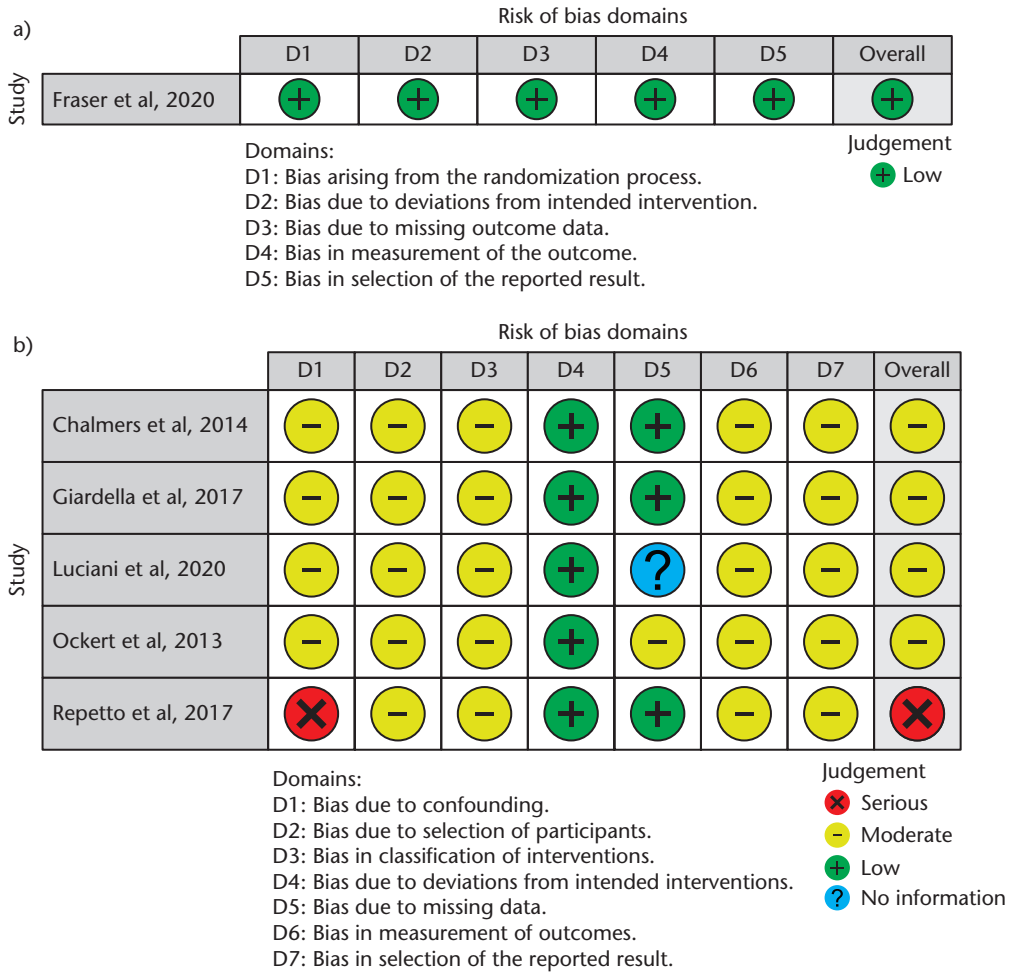 a)
Risk of bias domains
D1 D2 D3 D4 D5 Overall
Study
Fraser et al, 2020 + + + + + +
Domains:
D1: Bias arising from the randomization process.
D2: Bias due to deviations from intended intervention.
D3: Bias due to missing outcome data.
D4: Bias in measurement of the outcome.
D5: Bias in selection of the reported result.
Judgement
+ Low
b)
Risk of bias domains
D1 D2 D3 D4 D5 D6 D7 Overall
Study
Chalmers et al, 2014 - - - + + - - -
Giardella et al, 2017 - - - + + - - -
Luciani et al, 2020 - - - + ? - - -
Ockert et al, 2013 - - - + - - - -
Repetto et al, 2017 × - - + + - - ×
Domains:
D1: Bias due to confounding.
D2: Bias due to selection of participants.
D3: Bias in classification of interventions.
D4: Bias due to deviations from intended interventions.
D5: Bias due to missing data.
D6: Bias in measurement of outcomes.
D7: Bias in selection of the reported result.
Judgement
× Serious
- Moderate
+ Low
? No information